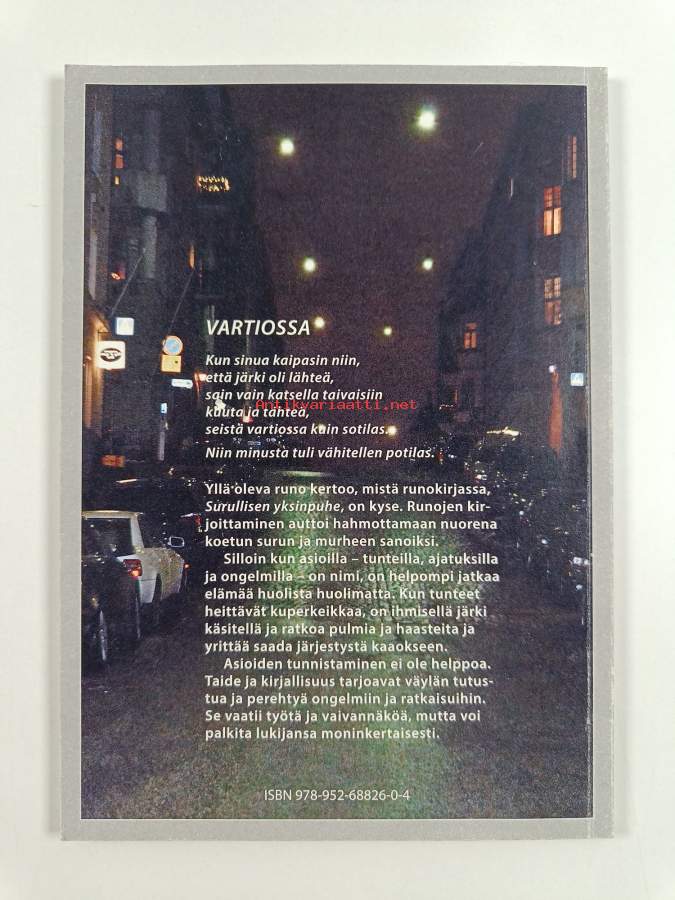 VARTIOSSA
Kun sinua kaipasin niin,
että järki oli lähteä,
sain vain katsella taivaisiin
Antikvariaatti.net
kuuta ja tähteä,
seistä vartiossa kuin sotilas.
Niin minusta tuli vähitellen potilas.
Yllä oleva runo kertoo, mistä runokirjassa,
Surullisen yksinpuhe, on kyse. Runojen kir-
joittaminen auttoi hahmottamaan nuorena
koetun surun ja murheen sanoiksi.
Silloin kun asioilla – tunteilla, ajatuksilla
ja ongelmilla – on nimi, on helpompi jatkaa
elämää huolista huolimatta. Kun tunteet
heittävät kuperkeikkaa, on ihmisellä järki
käsitellä ja ratkoa pulmia ja haasteita ja
yrittää saada järjestystä kaaokseen.
Asioiden tunnistaminen ei ole helppoa.
Taide ja kirjallisuus tarjoavat väylän tutus-
tua ja perehtyä ongelmiin ja ratkaisuihin.
Se vaatii työtä ja vaivannäköä, mutta voi
palkita lukijansa moninkertaisesti.
ISBN 978-952-68826-0-4